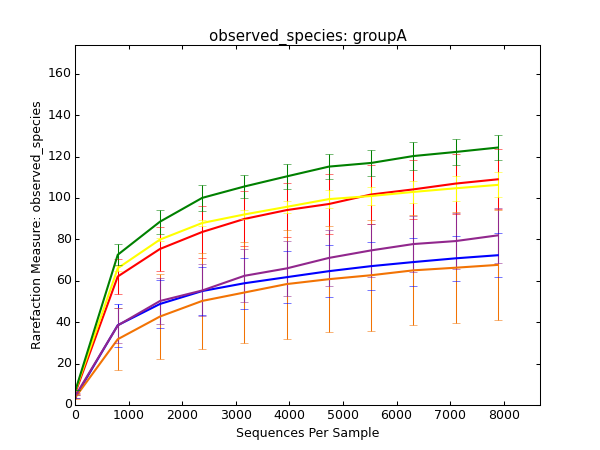 observed_species: groupA
Rarefaction Measure: observed_species
160
140
120
100
80
60
40
20
0
0 1000 2000 3000 4000 5000 6000 7000 8000
Sequences Per Sample